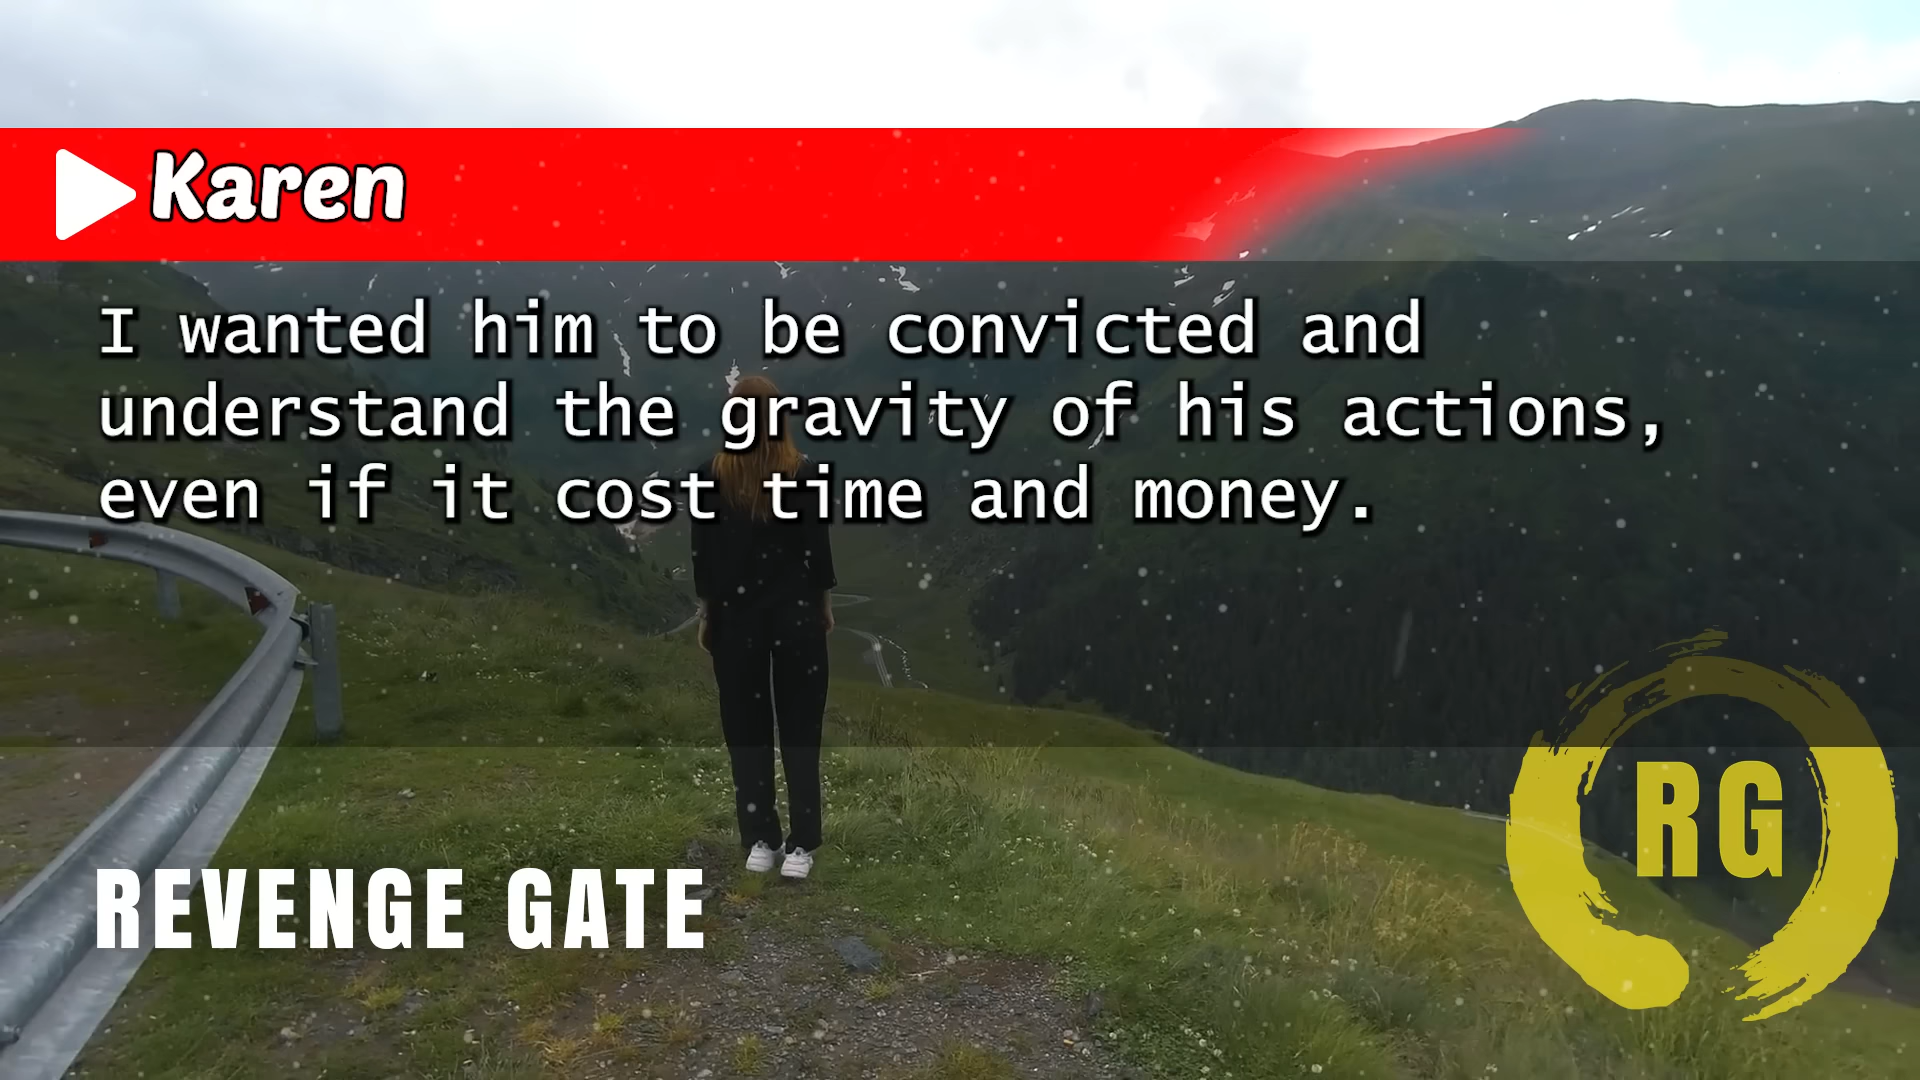 Karen
I wanted him to be convicted and
understand the gravity of his actions,
even if it cost time and money.
RG
REVENGE GATE